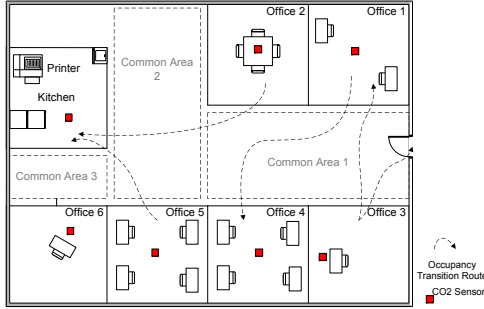 Office 2
Office 1
Common Area
2
Printer
Kitchen
Common Area 1
Common Area 3
Office 6
Office 5
Office 4
Office 3
Occupancy
Transition Route
CO2 Sensor